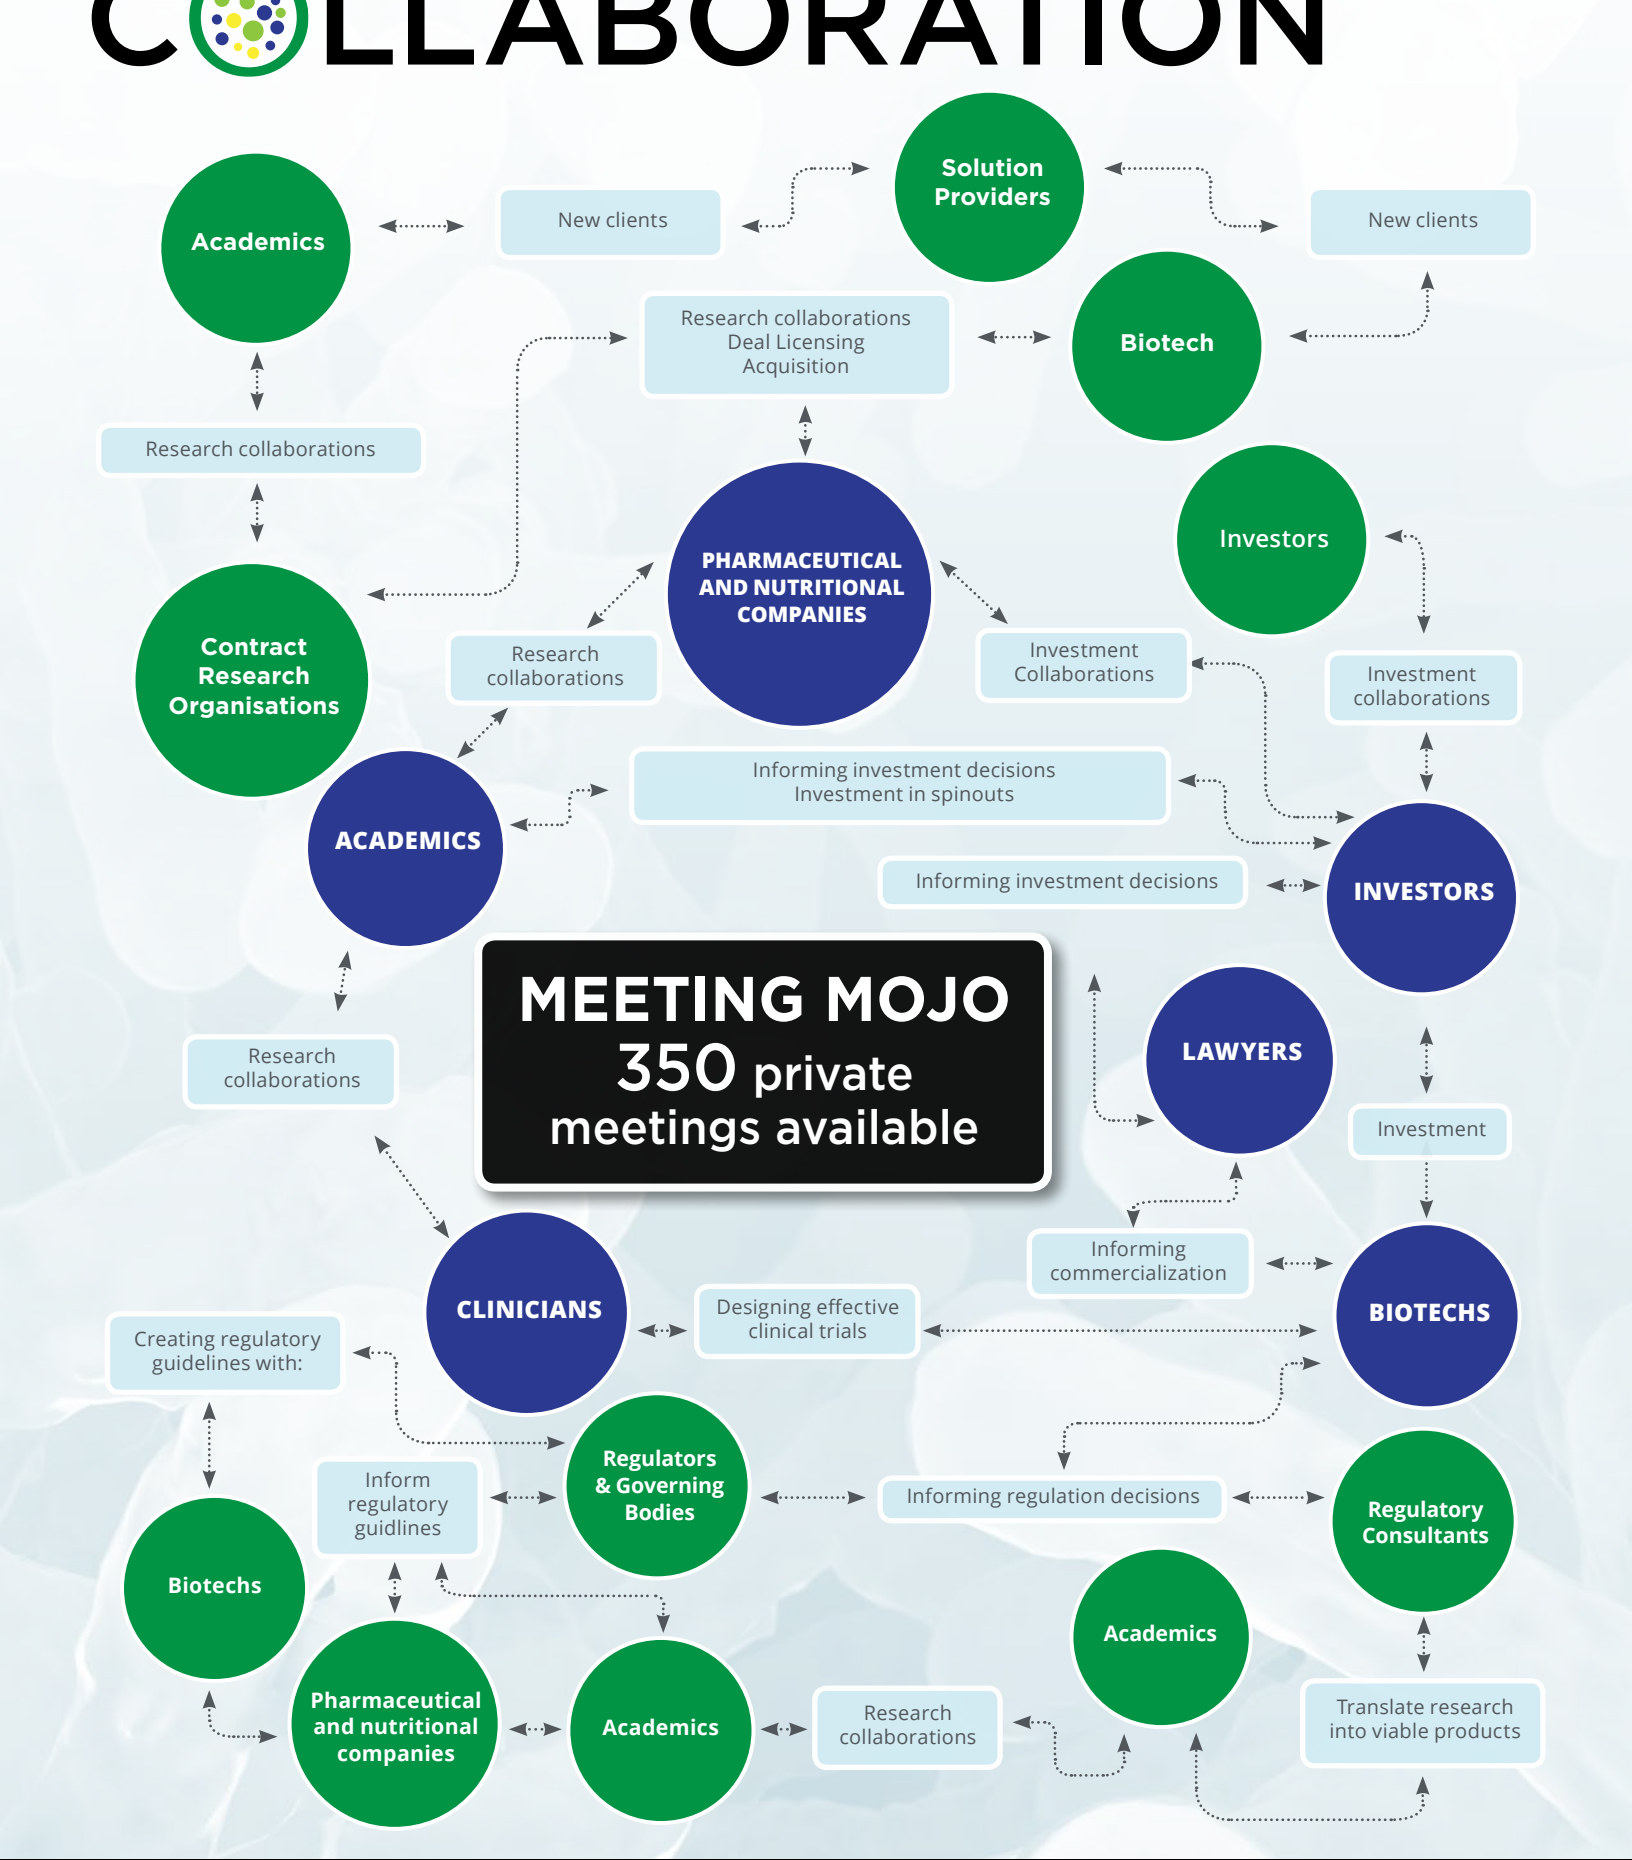 COLLABORATION
Solution
Providers
Academics
New clients
New clients
Research collaborations
Deal Licensing
Acquisition
Biotech
Research collaborations
Investors
PHARMACEUTICAL
AND NUTRITIONAL
COMPANIES
Contract
Research
Organisations
Research
collaborations
Investment
Collaborations
Investment
collaborations
Informing investment decisions
Investment in spinouts
ACADEMICS
Informing investment decisions
INVESTORS
MEETING MOJO
350 private
meetings available
LAWYERS
Research
collaborations
Investment
Informing
commercialization
CLINICIANS
Designing effective
clinical trials
BIOTECHS
Creating regulatory
guidelines with:
Regulators
& Governing
Bodies
Inform
regulatory
guidlines
Informing regulation decisions
Regulatory
Consultants
Biotechs
Academics
Pharmaceutical
and nutritional
companies
Academics
Research
collaborations
Translate research
into viable products